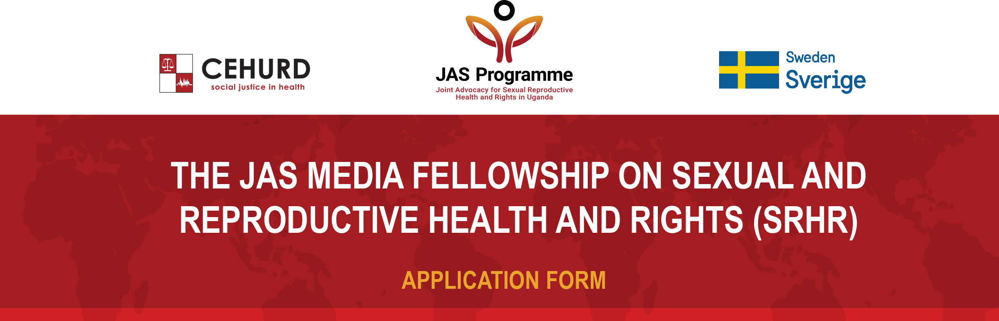 CEHURD
social justice in health
JAS Programme
Joint Advocacy for Sexual Reproductive
Health and Rights in Uganda
Sweden
Sverige
THE JAS MEDIA FELLOWSHIP ON SEXUAL AND
REPRODUCTIVE HEALTH AND RIGHTS (SRHR)
APPLICATION FORM